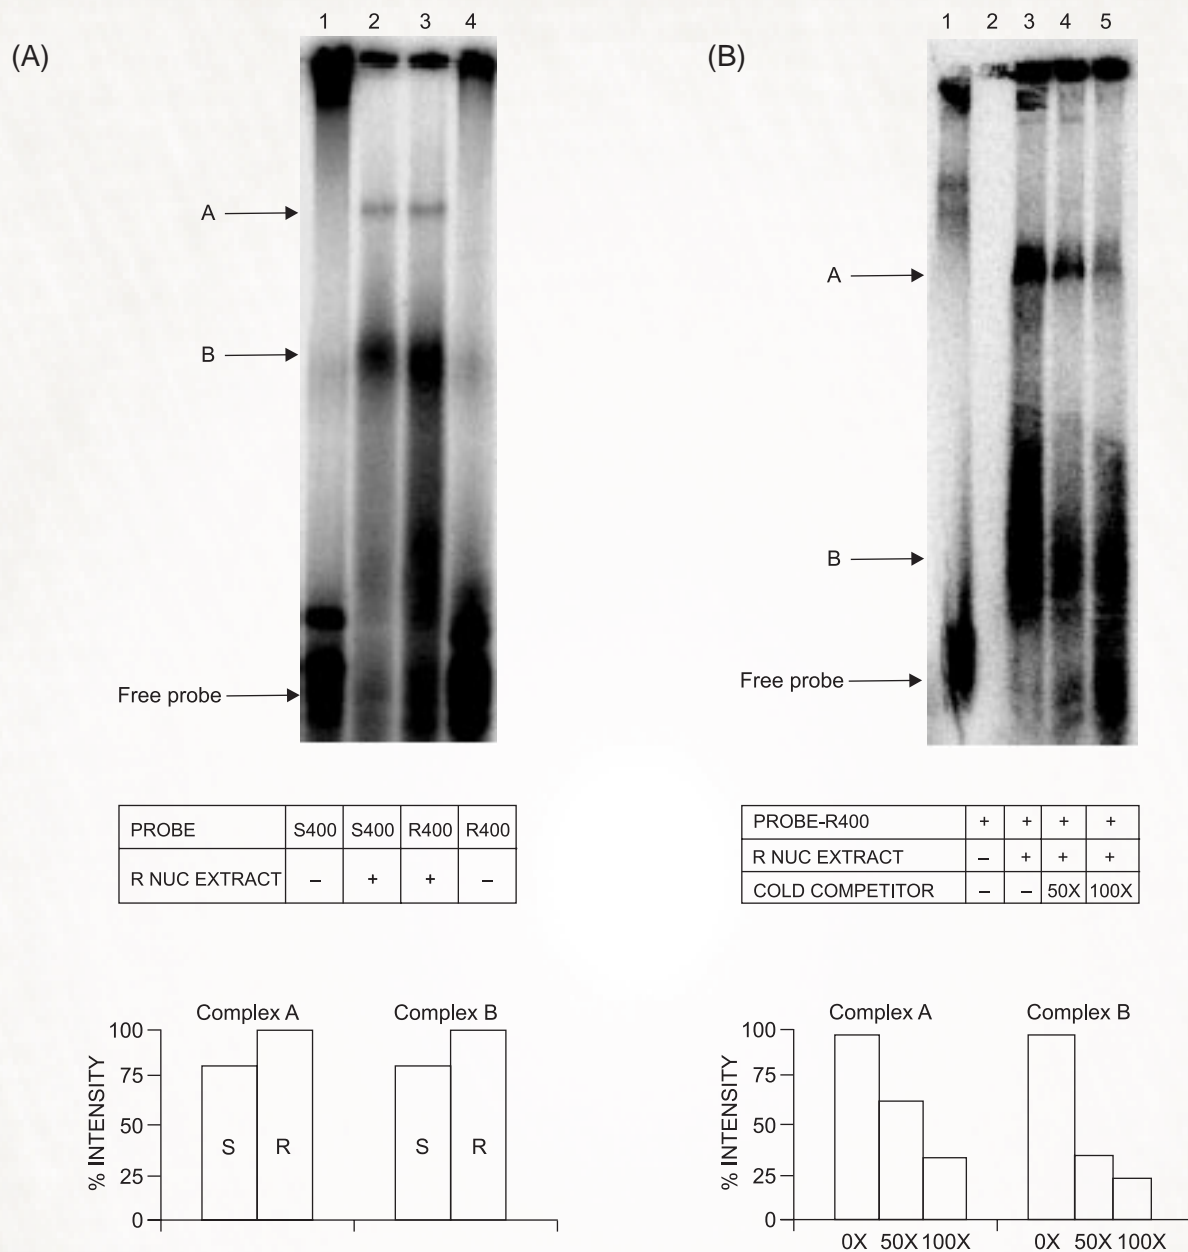 (A)
1 2 3 4
A
B
Free probe
PROBE S400 S400 R400 R400
R NUC EXTRACT – + + –
Complex A Complex B
% INTENSITY
100
75
50
25
0
S R S R
(B)
1 2 3 4 5
A
B
Free probe
PROBE-R400 + + + +
R NUC EXTRACT – + + +
COLD COMPETITOR – – 50X 100X
Complex A Complex B
% INTENSITY
100
75
50
25
0
0X 50X 100X 0X 50X 100X